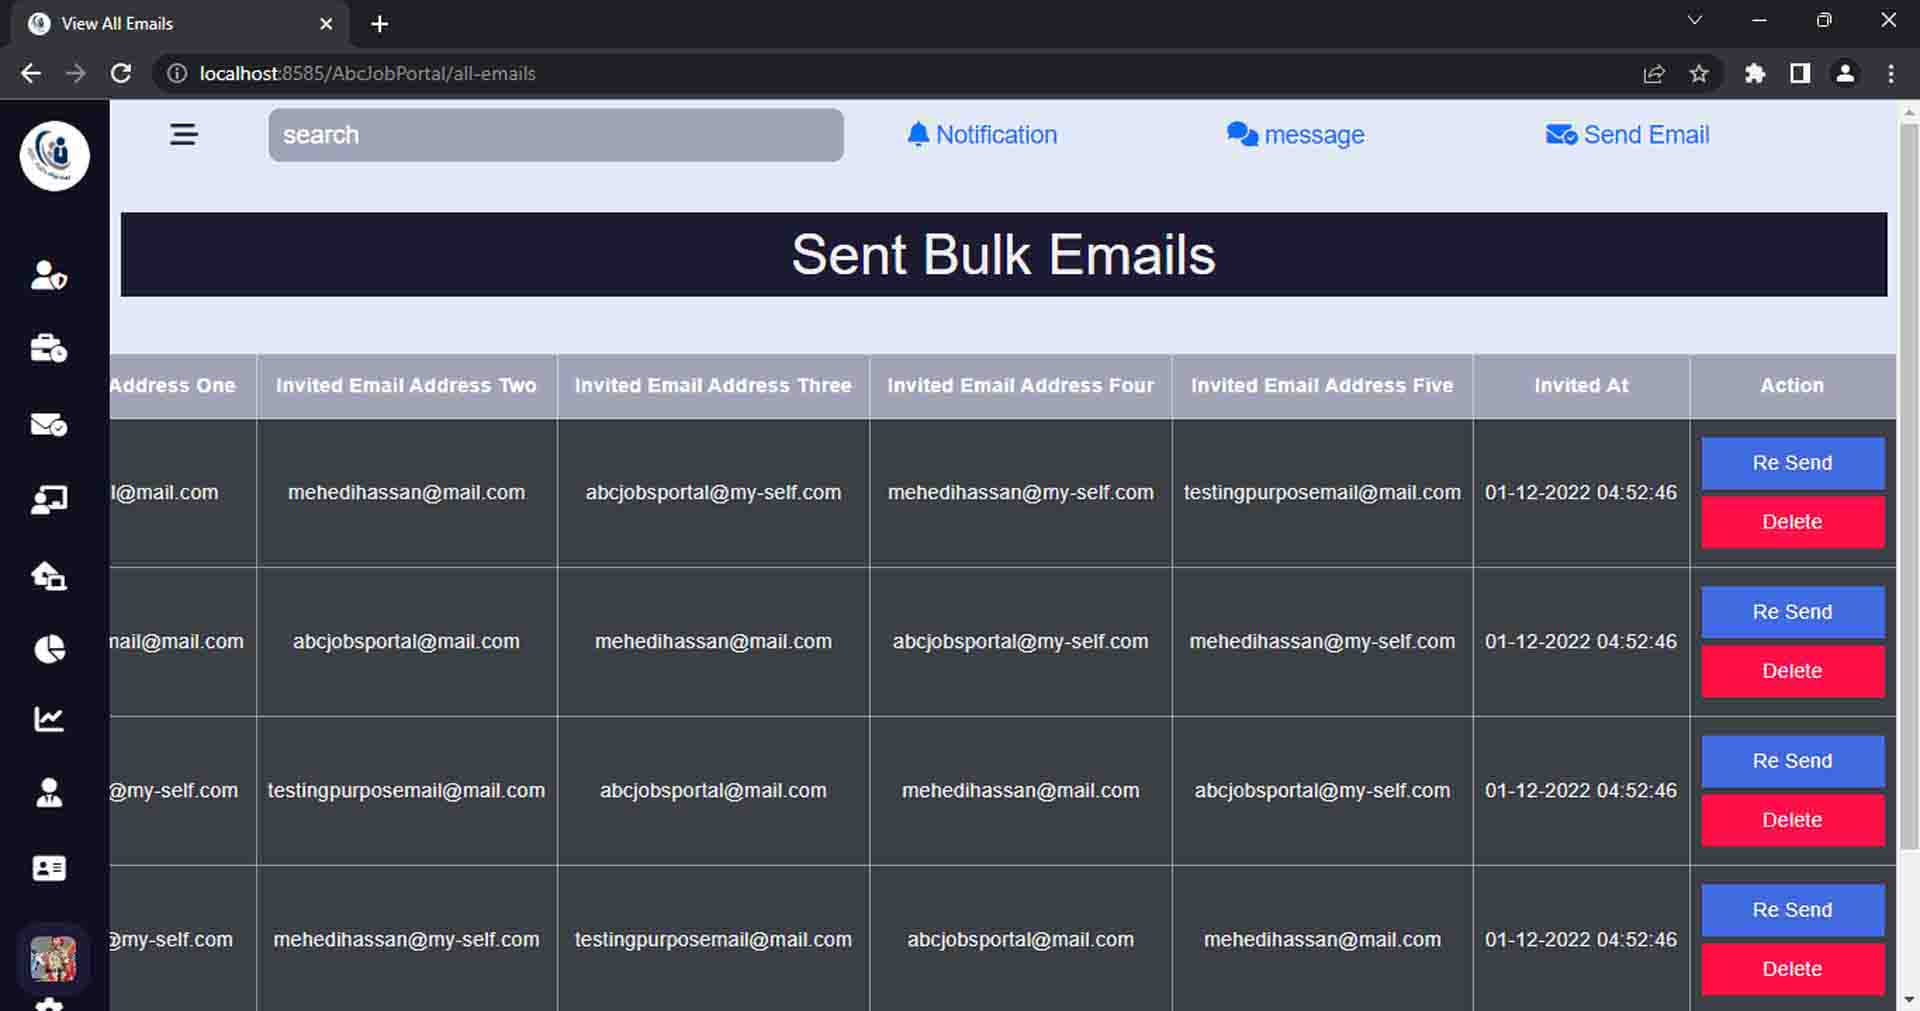 View All Emails
localhost:8585/AbcJobPortal/all-emails
search
Notification
message
Send Email
Sent Bulk Emails
Address One Invited Email Address Two Invited Email Address Three Invited Email Address Four Invited Email Address Five Invited At Action
l@mail.com mehedihassan@mail.com abcjobsportal@my-self.com mehedihassan@my-self.com testingpurposemail@mail.com 01-12-2022 04:52:46
Re Send
Delete
mail@mail.com abcjobsportal@mail.com mehedihassan@mail.com abcjobsportal@my-self.com mehedihassan@my-self.com 01-12-2022 04:52:46
Re Send
Delete
@my-self.com testingpurposemail@mail.com abcjobsportal@mail.com mehedihassan@mail.com abcjobsportal@my-self.com 01-12-2022 04:52:46
Re Send
Delete
@my-self.com mehedihassan@my-self.com testingpurposemail@mail.com abcjobsportal@mail.com mehedihassan@mail.com 01-12-2022 04:52:46
Re Send
Delete